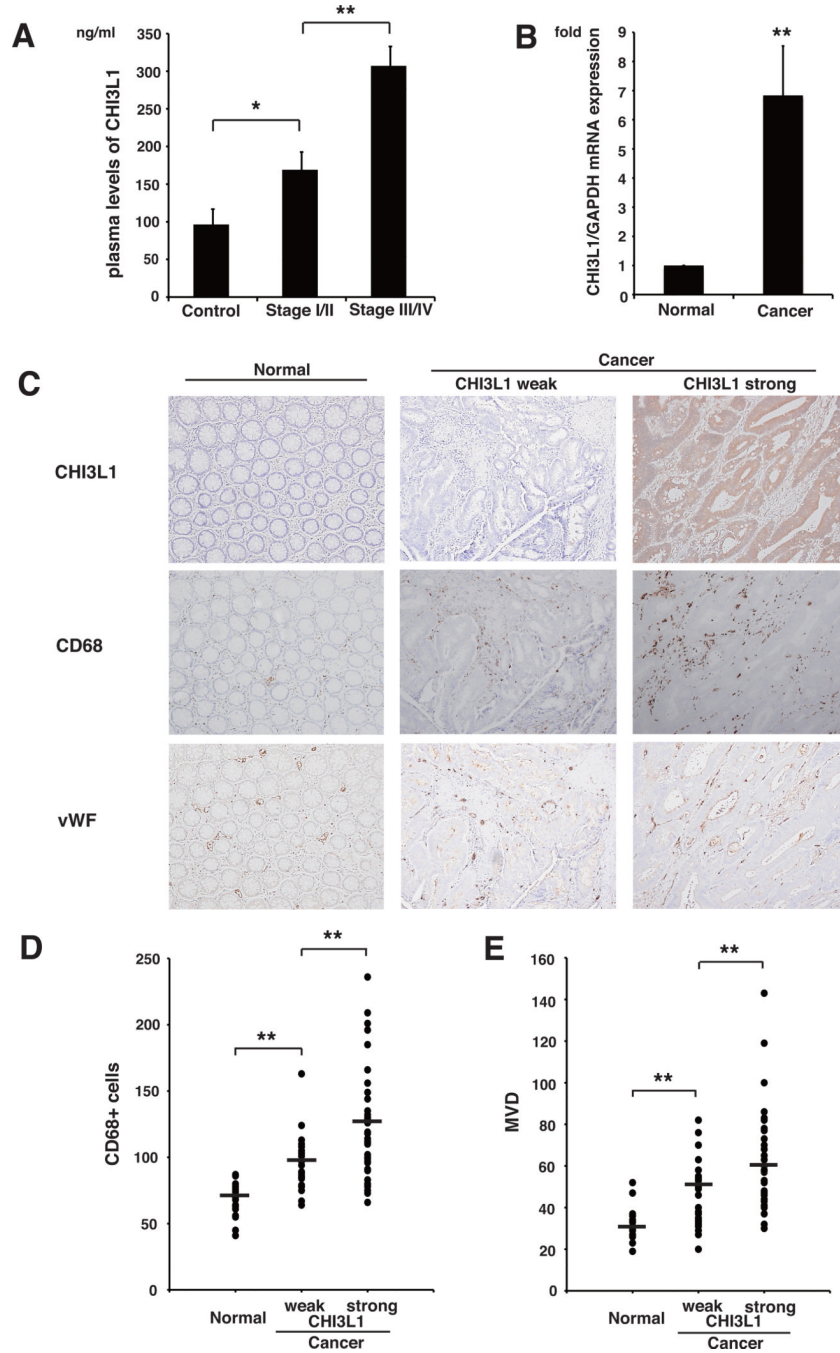 A
ng/ml
plasma levels of CHI3L1
350
300
250
200
150
100
50
0
*
**
Control Stage I/II Stage III/IV
B
fold
CHI3L1/GAPDH mRNA expression
9
8
7
6
5
4
3
2
1
0
**
Normal Cancer
C
Normal Cancer
CHI3L1 weak CHI3L1 strong
CHI3L1
CD68
vWF
D
CD68+ cells
250
200
150
100
50
0
**
**
Normal weak strong
CHI3L1
Cancer
E
MVD
160
140
120
100
80
60
40
20
0
**
**
Normal weak strong
CHI3L1
Cancer